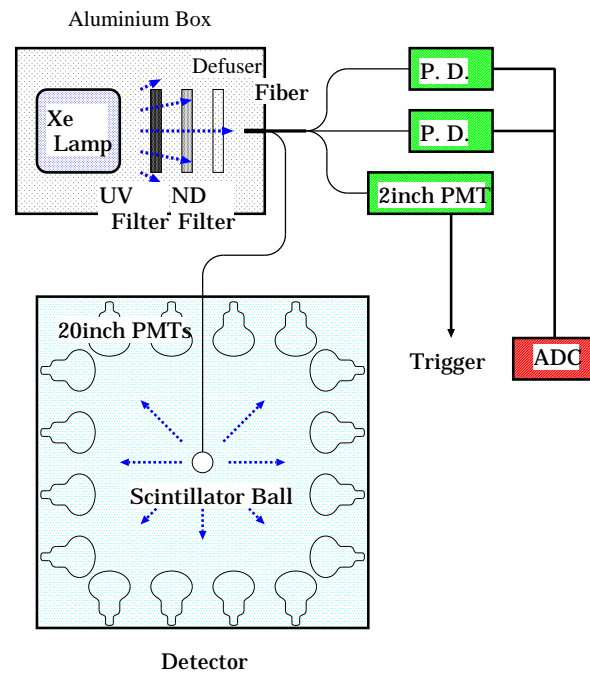 Aluminium Box
Xe
Lamp
Defuser
Fiber
UV
Filter
ND
Filter
P. D.
P. D.
2inch PMT
Trigger
ADC
20inch PMTs
Scintillator Ball
Detector